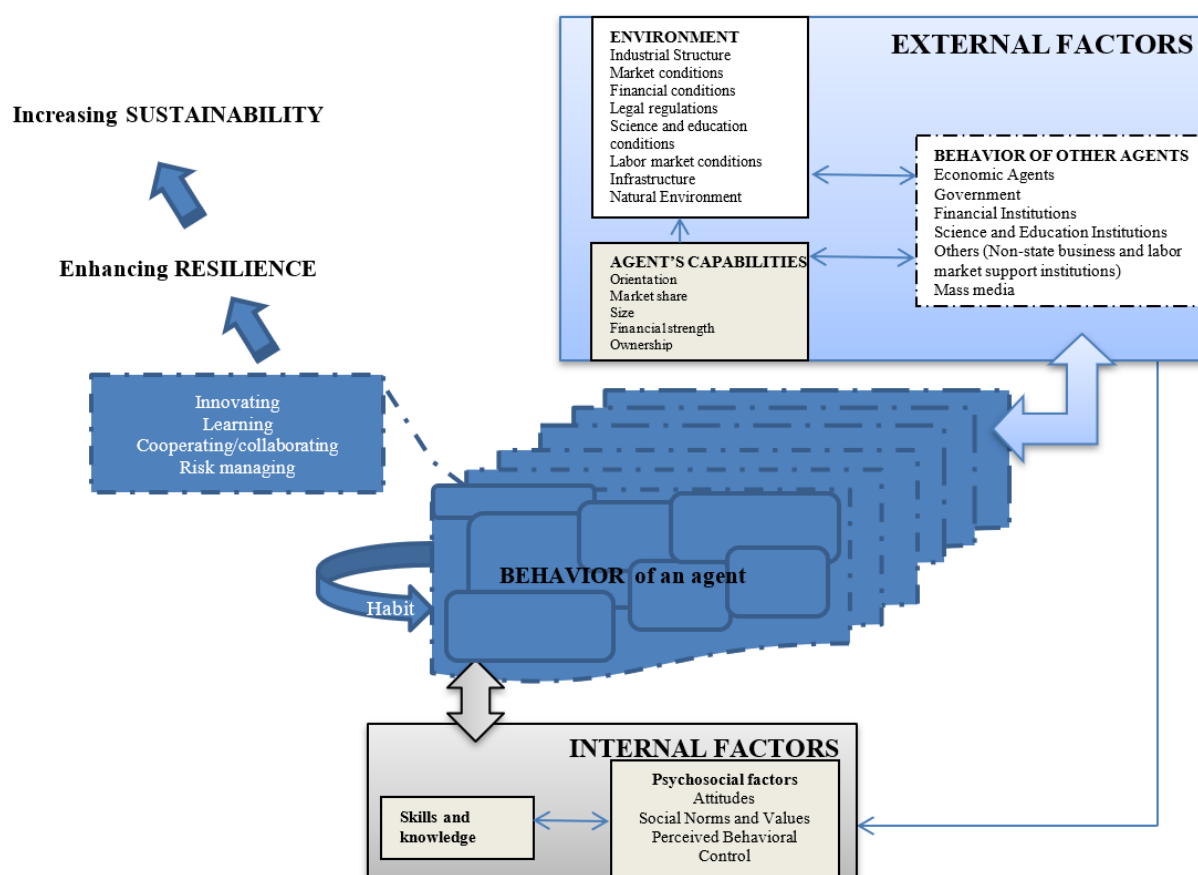 EXTERNAL FACTORS
ENVIRONMENT
Industrial Structure
Market conditions
Financial conditions
Legal regulations
Science and education
conditions
Labor market conditions
Infrastructure
Natural Environment
BEHAVIOR OF OTHER AGENTS
Economic Agents
Government
Financial Institutions
Science and Education Institutions
Others (Non-state business and labor
market support institutions)
Mass media
AGENT'S CAPABILITIES
Orientation
Market share
Size
Financial strength
Ownership
Increasing SUSTAINABILITY
Enhancing RESILIENCE
Innovating
Learning
Cooperating/collaborating
Risk managing
BEHAVIOR of an agent
Habit
INTERNAL FACTORS
Skills and
knowledge
Psychosocial factors
Attitudes
Social Norms and Values
Perceived Behavioral
Control